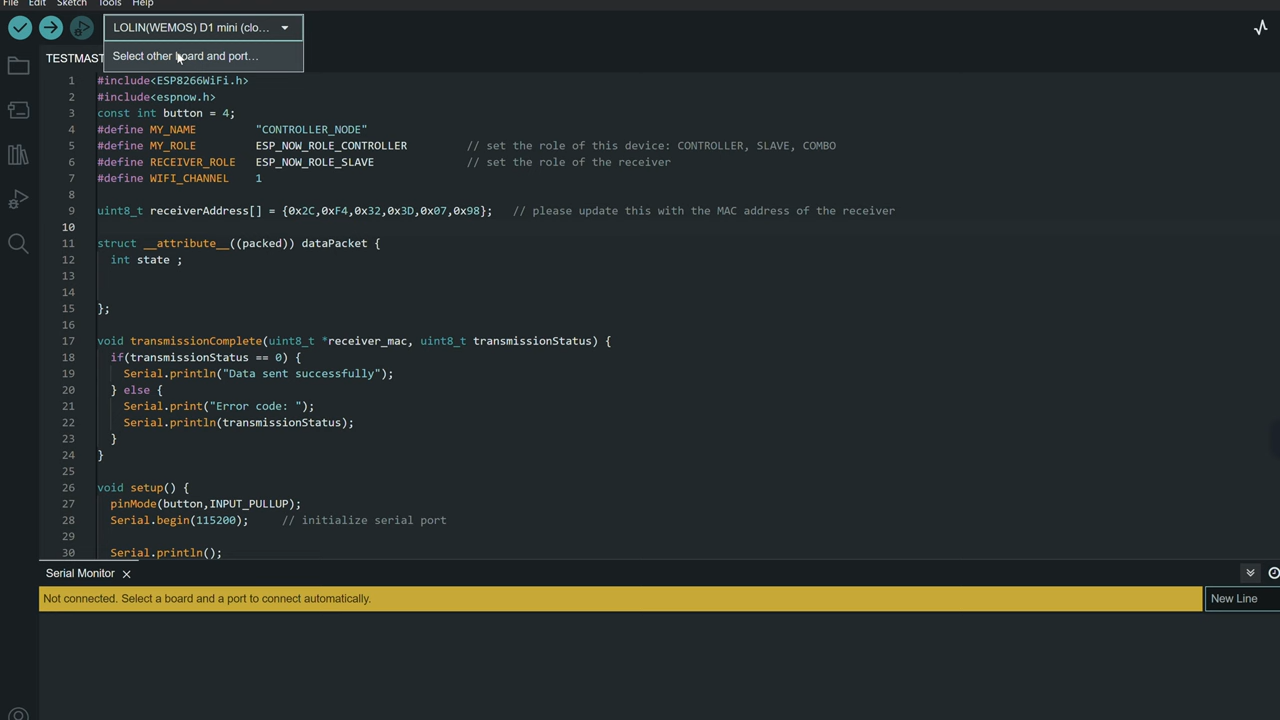 File Edit Sketch Tools Help
LOLIN(WEMOS) D1 mini (clo...
Select other board and port...
TESTMAST
1 #include<ESP8266WiFi.h>
2 #include<espnow.h>
3 const int button = 4;
4 #define MY_NAME "CONTROLLER_NODE"
5 #define MY_ROLE ESP_NOW_ROLE_CONTROLLER // set the role of this device: CONTROLLER, SLAVE, COMBO
6 #define RECEIVER_ROLE ESP_NOW_ROLE_SLAVE // set the role of the receiver
7 #define WIFI_CHANNEL 1
8
9 uint8_t receiverAddress[] = {0x2C,0xF4,0x32,0x3D,0x07,0x98}; // please update this with the MAC address of the receiver
10
11 struct __attribute__((packed)) dataPacket {
12 int state ;
13
14
15 };
16
17 void transmissionComplete(uint8_t *receiver_mac, uint8_t transmissionStatus) {
18 if(transmissionStatus == 0) {
19 Serial.println("Data sent successfully");
20 } else {
21 Serial.print("Error code: ");
22 Serial.println(transmissionStatus);
23 }
24 }
25
26 void setup() {
27 pinMode(button,INPUT_PULLUP);
28 Serial.begin(115200); // initialize serial port
29
30 Serial.println();
Serial Monitor
Not connected. Select a board and a port to connect automatically.
New Line